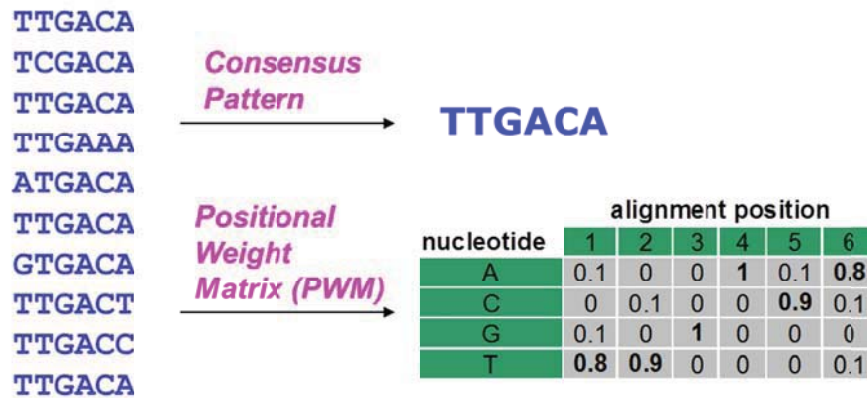 TTGACA
TCGACA
TTGACA
TTGAAA
ATGACA
TTGACA
GTGACA
TTGACT
TTGACC
TTGACA
Consensus
Pattern
TTGACA
Positional
Weight
Matrix (PWM)
alignment position
nucleotide 1 2 3 4 5 6
A 0.1 0 0 1 0.1 0.8
C 0 0.1 0 0 0.9 0.1
G 0.1 0 1 0 0 0
T 0.8 0.9 0 0 0 0.1